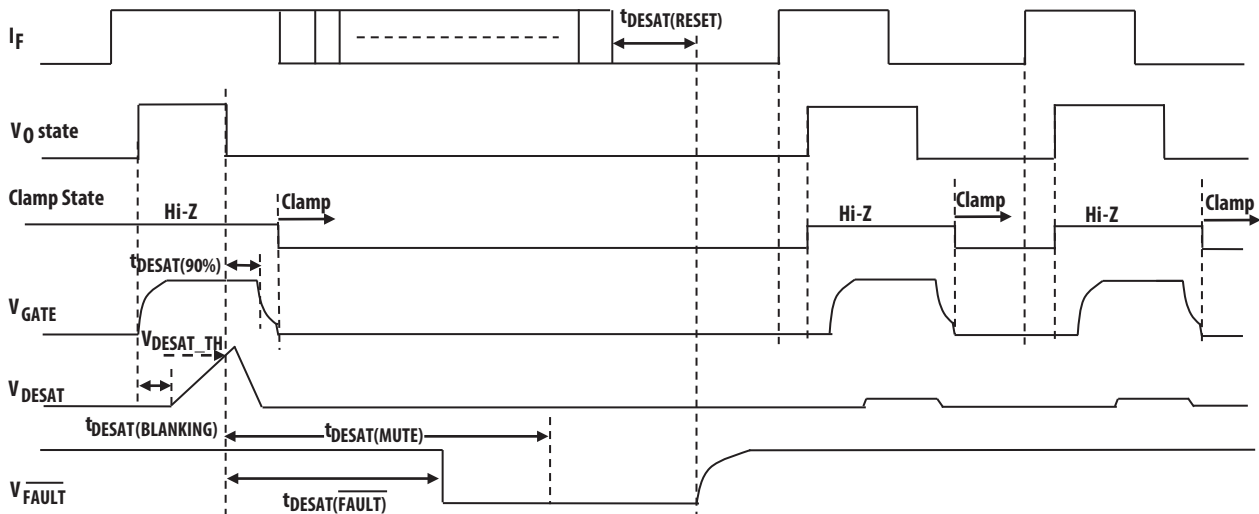 IF
tDESAT(RESET)
VO state
Clamp State
Hi-Z
Clamp
Hi-Z
Clamp
Hi-Z
Clamp
tDESAT(90%)
VGATE
VDESAT_TH
VDESAT
tDESAT(BLANKING)
tDESAT(MUTE)
VFAULT
tDESAT(FAULT)